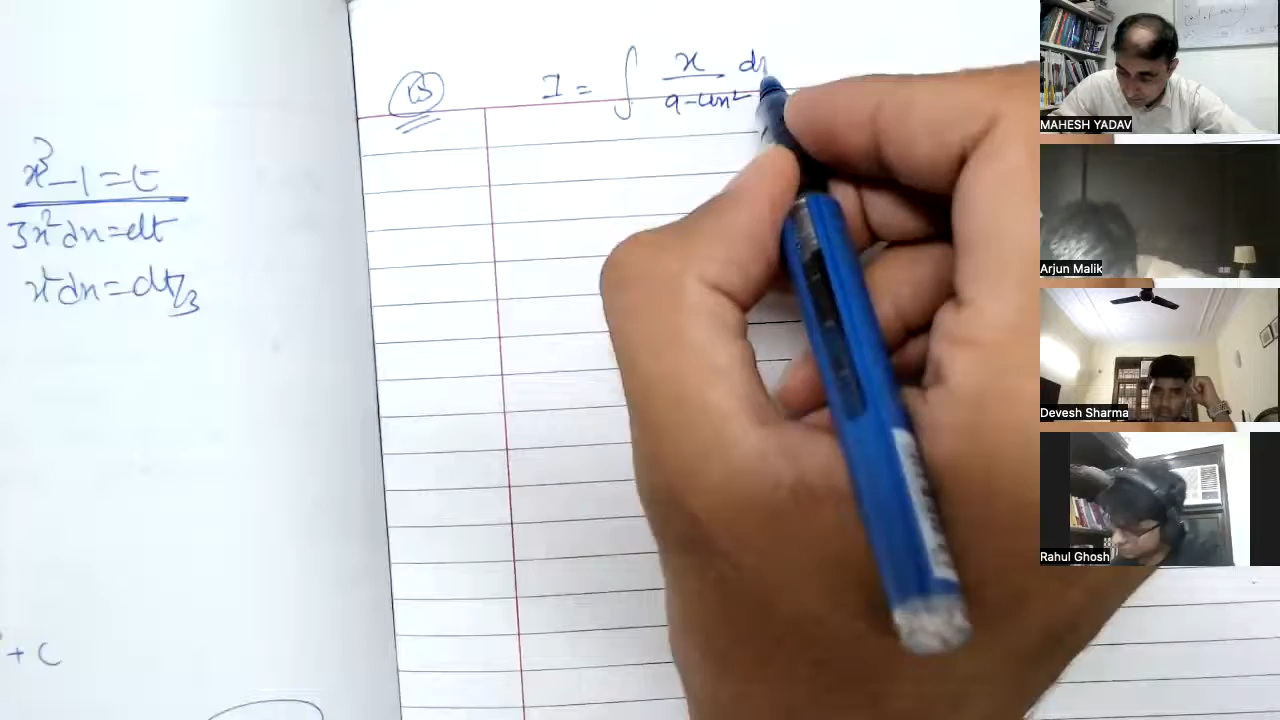 x³ – 1 = t
3x² dx = dt
x² dx = dt/3
+ C
I = ∫ x/(9-4x²) dx
MAHESH YADAV
Arjun Malik
Devesh Sharma
Rahul Ghosh